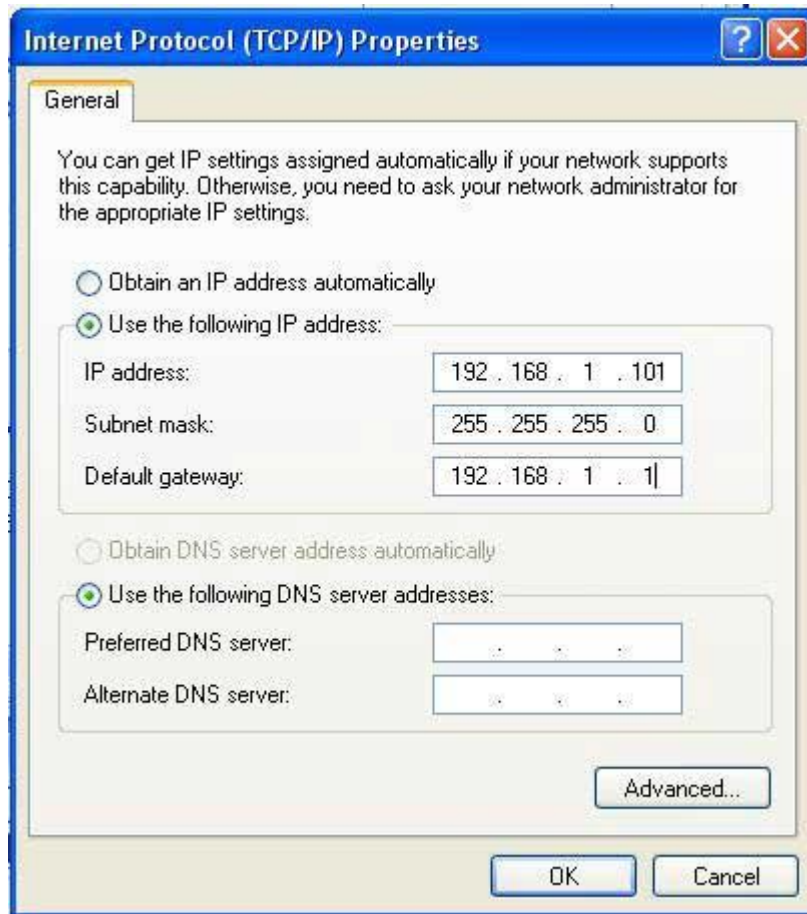 Internet Protocol (TCP/IP) Properties
General
You can get IP settings assigned automatically if your network supports
this capability. Otherwise, you need to ask your network administrator for
the appropriate IP settings.
Obtain an IP address automatically
Use the following IP address:
IP address: 192 . 168 . 1 . 101
Subnet mask: 255 . 255 . 255 . 0
Default gateway: 192 . 168 . 1 . 1
Obtain DNS server address automatically
Use the following DNS server addresses:
Preferred DNS server: . . .
Alternate DNS server: . . .
Advanced...
OK Cancel